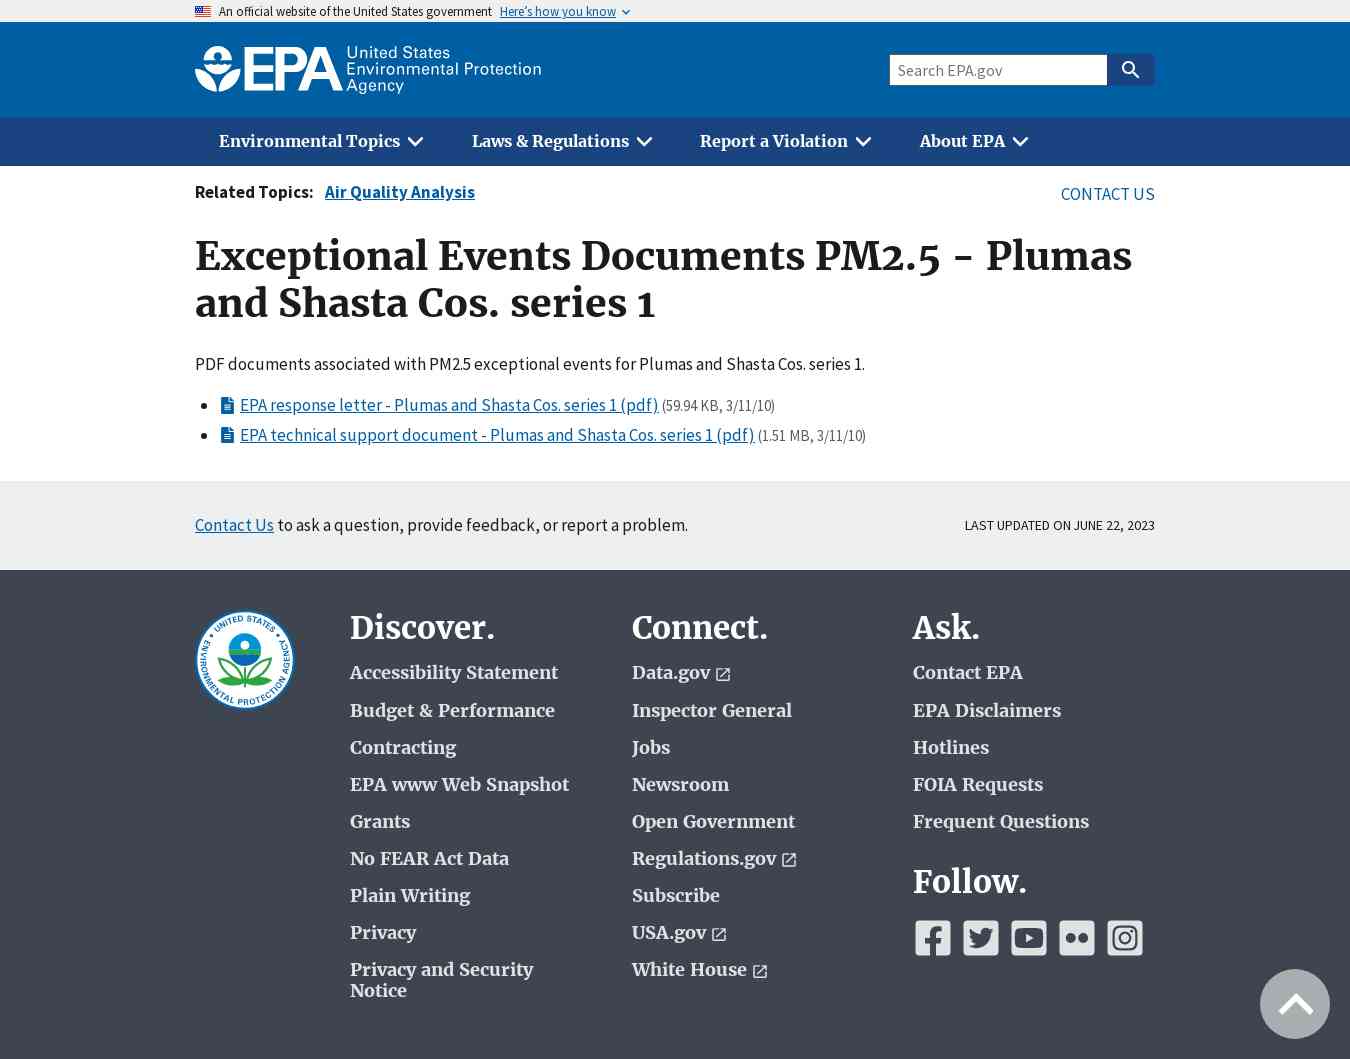 An official website of the United States government Here's how you know
EPA United States
Environmental Protection
Agency
Search EPA.gov
Environmental Topics Laws & Regulations Report a Violation About EPA
Related Topics: Air Quality Analysis CONTACT US
Exceptional Events Documents PM2.5 - Plumas
and Shasta Cos. series 1
PDF documents associated with PM2.5 exceptional events for Plumas and Shasta Cos. series 1.
• EPA response letter - Plumas and Shasta Cos. series 1 (pdf) (59.94 KB, 3/11/10)
• EPA technical support document - Plumas and Shasta Cos. series 1 (pdf) (1.51 MB, 3/11/10)
Contact Us to ask a question, provide feedback, or report a problem. LAST UPDATED ON JUNE 22, 2023
UNITED STATES • ENVIRONMENTAL PROTECTION AGENCY •
Discover.
Accessibility Statement
Budget & Performance
Contracting
EPA www Web Snapshot
Grants
No FEAR Act Data
Plain Writing
Privacy
Privacy and Security
Notice
Connect.
Data.gov
Inspector General
Jobs
Newsroom
Open Government
Regulations.gov
Subscribe
USA.gov
White House
Ask.
Contact EPA
EPA Disclaimers
Hotlines
FOIA Requests
Frequent Questions
Follow.